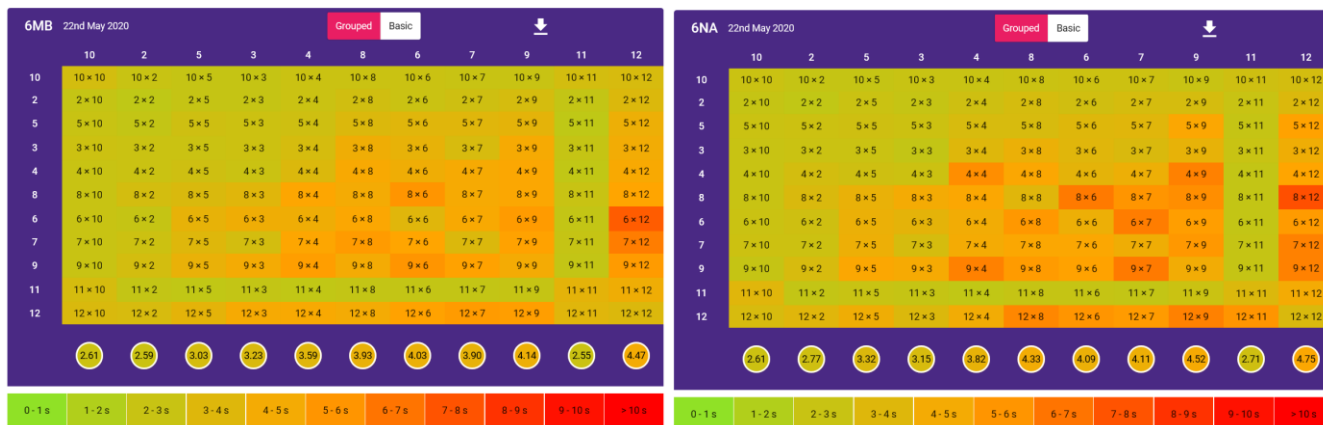 6MB 22nd May 2020 Grouped Basic
10 2 5 3 4 8 6 7 9 11 12
10 10 × 10 10 × 2 10 × 5 10 × 3 10 × 4 10 × 8 10 × 6 10 × 7 10 × 9 10 × 11 10 × 12
2 2 × 10 2 × 2 2 × 5 2 × 3 2 × 4 2 × 8 2 × 6 2 × 7 2 × 9 2 × 11 2 × 12
5 5 × 10 5 × 2 5 × 5 5 × 3 5 × 4 5 × 8 5 × 6 5 × 7 5 × 9 5 × 11 5 × 12
3 3 × 10 3 × 2 3 × 5 3 × 3 3 × 4 3 × 8 3 × 6 3 × 7 3 × 9 3 × 11 3 × 12
4 4 × 10 4 × 2 4 × 5 4 × 3 4 × 4 4 × 8 4 × 6 4 × 7 4 × 9 4 × 11 4 × 12
8 8 × 10 8 × 2 8 × 5 8 × 3 8 × 4 8 × 8 8 × 6 8 × 7 8 × 9 8 × 11 8 × 12
6 6 × 10 6 × 2 6 × 5 6 × 3 6 × 4 6 × 8 6 × 6 6 × 7 6 × 9 6 × 11 6 × 12
7 7 × 10 7 × 2 7 × 5 7 × 3 7 × 4 7 × 8 7 × 6 7 × 7 7 × 9 7 × 11 7 × 12
9 9 × 10 9 × 2 9 × 5 9 × 3 9 × 4 9 × 8 9 × 6 9 × 7 9 × 9 9 × 11 9 × 12
11 11 × 10 11 × 2 11 × 5 11 × 3 11 × 4 11 × 8 11 × 6 11 × 7 11 × 9 11 × 11 11 × 12
12 12 × 10 12 × 2 12 × 5 12 × 3 12 × 4 12 × 8 12 × 6 12 × 7 12 × 9 12 × 11 12 × 12
2.61 2.59 3.03 3.23 3.59 3.93 4.03 3.90 4.14 2.55 4.47
0 - 1 s 1 - 2 s 2 - 3 s 3 - 4 s 4 - 5 s 5 - 6 s 6 - 7 s 7 - 8 s 8 - 9 s 9 - 10 s > 10 s
6NA 22nd May 2020 Grouped Basic
10 2 5 3 4 8 6 7 9 11 12
10 10 × 10 10 × 2 10 × 5 10 × 3 10 × 4 10 × 8 10 × 6 10 × 7 10 × 9 10 × 11 10 × 12
2 2 × 10 2 × 2 2 × 5 2 × 3 2 × 4 2 × 8 2 × 6 2 × 7 2 × 9 2 × 11 2 × 12
5 5 × 10 5 × 2 5 × 5 5 × 3 5 × 4 5 × 8 5 × 6 5 × 7 5 × 9 5 × 11 5 × 12
3 3 × 10 3 × 2 3 × 5 3 × 3 3 × 4 3 × 8 3 × 6 3 × 7 3 × 9 3 × 11 3 × 12
4 4 × 10 4 × 2 4 × 5 4 × 3 4 × 4 4 × 8 4 × 6 4 × 7 4 × 9 4 × 11 4 × 12
8 8 × 10 8 × 2 8 × 5 8 × 3 8 × 4 8 × 8 8 × 6 8 × 7 8 × 9 8 × 11 8 × 12
6 6 × 10 6 × 2 6 × 5 6 × 3 6 × 4 6 × 8 6 × 6 6 × 7 6 × 9 6 × 11 6 × 12
7 7 × 10 7 × 2 7 × 5 7 × 3 7 × 4 7 × 8 7 × 6 7 × 7 7 × 9 7 × 11 7 × 12
9 9 × 10 9 × 2 9 × 5 9 × 3 9 × 4 9 × 8 9 × 6 9 × 7 9 × 9 9 × 11 9 × 12
11 11 × 10 11 × 2 11 × 5 11 × 3 11 × 4 11 × 8 11 × 6 11 × 7 11 × 9 11 × 11 11 × 12
12 12 × 10 12 × 2 12 × 5 12 × 3 12 × 4 12 × 8 12 × 6 12 × 7 12 × 9 12 × 11 12 × 12
2.61 2.77 3.32 3.15 3.82 4.33 4.09 4.11 4.52 2.71 4.75
0 - 1 s 1 - 2 s 2 - 3 s 3 - 4 s 4 - 5 s 5 - 6 s 6 - 7 s 7 - 8 s 8 - 9 s 9 - 10 s > 10 s